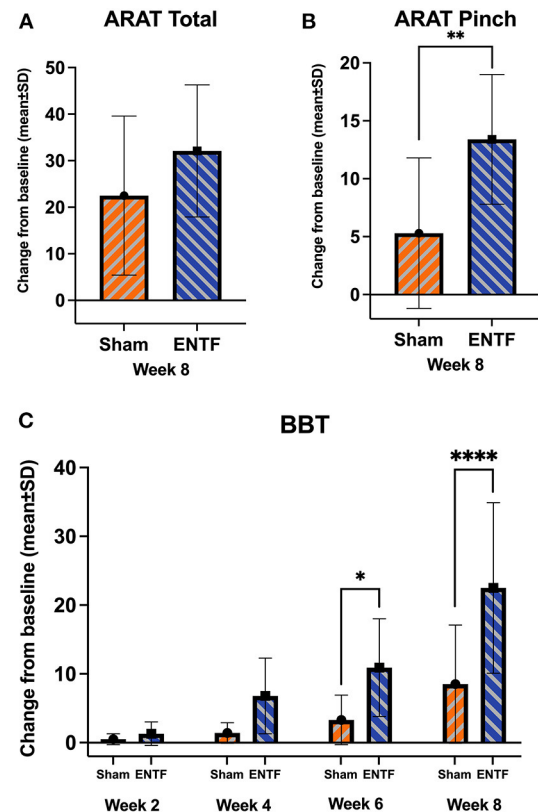 A
ARAT Total
Change from baseline (mean±SD)
50
40
30
20
10
0
Sham ENTF
Week 8
B
ARAT Pinch
**
Change from baseline (mean±SD)
20
15
10
5
0
Sham ENTF
Week 8
C
BBT
Change from baseline (mean±SD)
40
30
20
10
0
*
****
Sham ENTF Sham ENTF Sham ENTF Sham ENTF
Week 2 Week 4 Week 6 Week 8